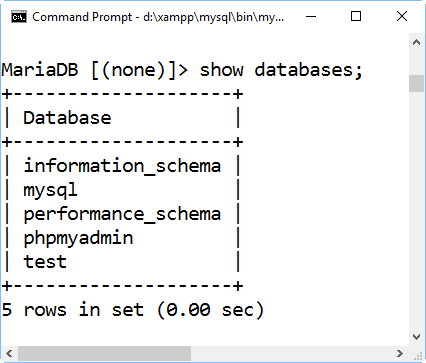 Command Prompt - d:\xampp\mysql\bin\my...
MariaDB [(none)]> show databases;
+--------------------+
| Database           |
+--------------------+
| information_schema |
| mysql              |
| performance_schema |
| phpmyadmin         |
| test               |
+--------------------+
5 rows in set (0.00 sec)